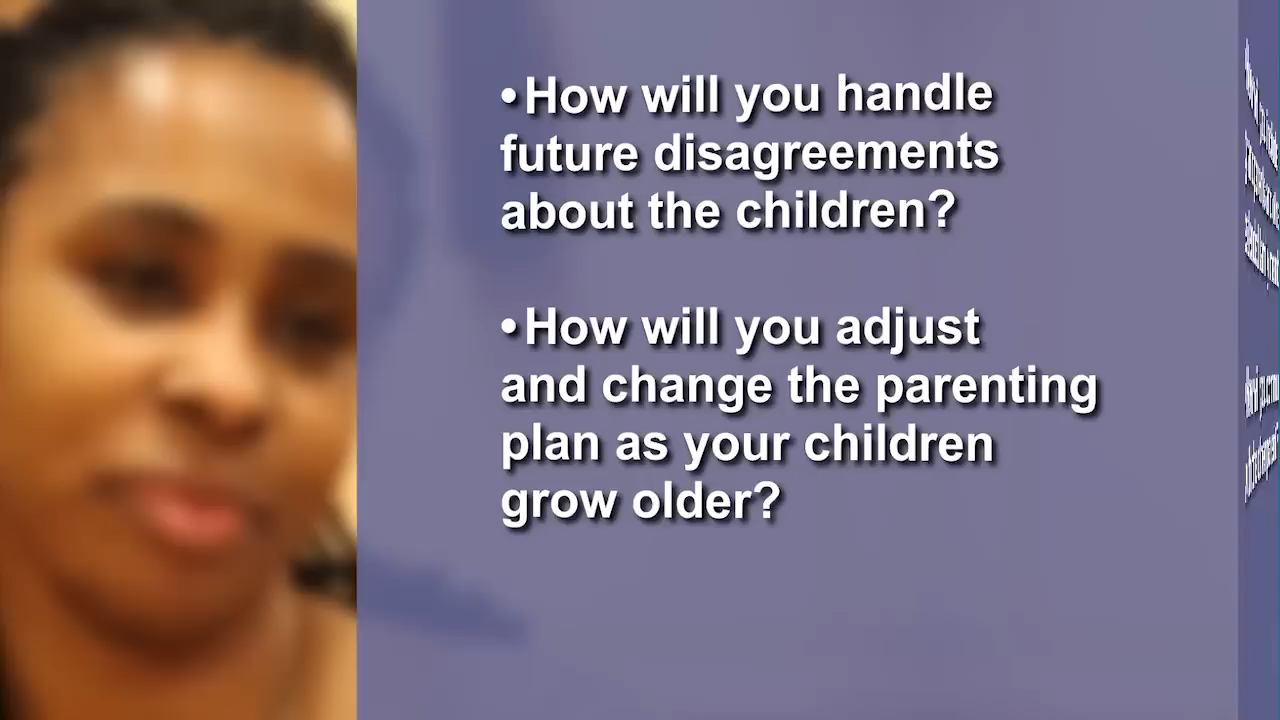 •How will you handle
future disagreements
about the children?
•How will you adjust
and change the parenting
plan as your children
grow older?